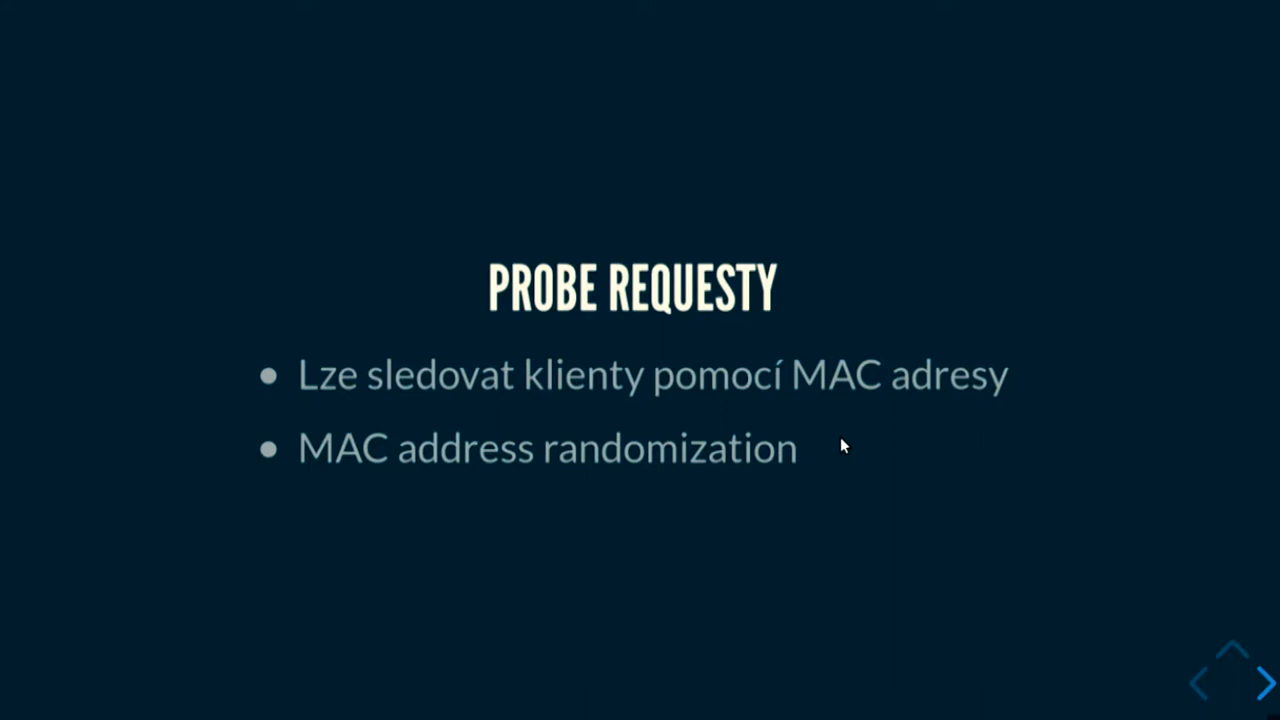 PROBE REQUESTY
Lze sledovat klienty pomocí MAC adresy
MAC address randomization